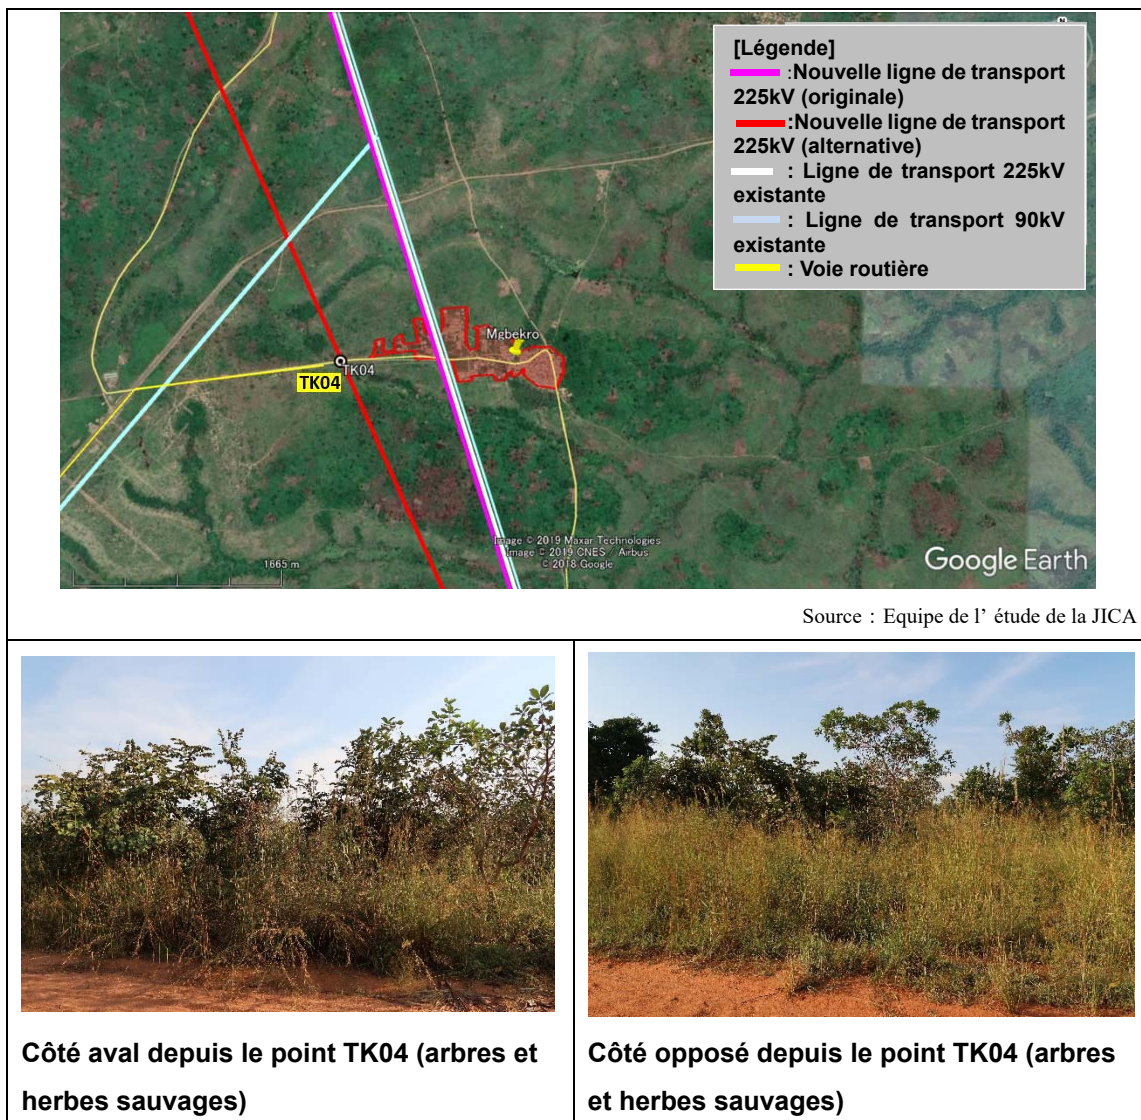 N
[Légende]
:Nouvelle ligne de transport
225kV (originale)
:Nouvelle ligne de transport
225kV (alternative)
: Ligne de transport 225kV
existante
: Ligne de transport 90kV
existante
: Voie routière
Mgbekro
TK04
TK04
Image © 2019 Maxar Technologies
Image © 2019 CNES / Airbus
© 2018 Google
1665 m
Google Earth
Source : Equipe de l’ étude de la JICA
Côté aval depuis le point TK04 (arbres et
herbes sauvages)
Côté opposé depuis le point TK04 (arbres
et herbes sauvages)